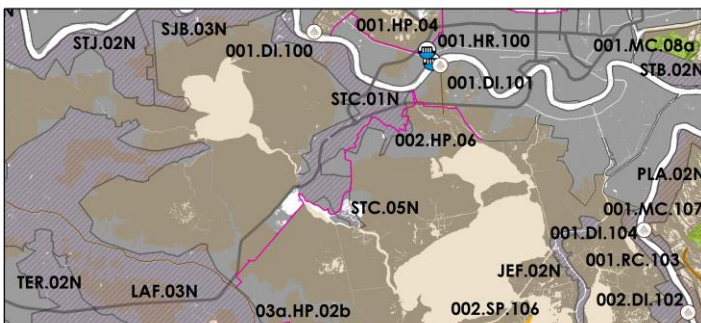 001.HP.04
SJB.03N
STJ.02N
001.DI.100
001.HR.100
001.MC.08a
STB.02N
001.DI.101
STC.01N
002.HP.06
PLA.02N
001.MC.107
STC.05N
001.DI.104
001.RC.103
JEF.02N
TER.02N
LAF.03N
03a.HP.02b
002.SP.106
002.DI.102